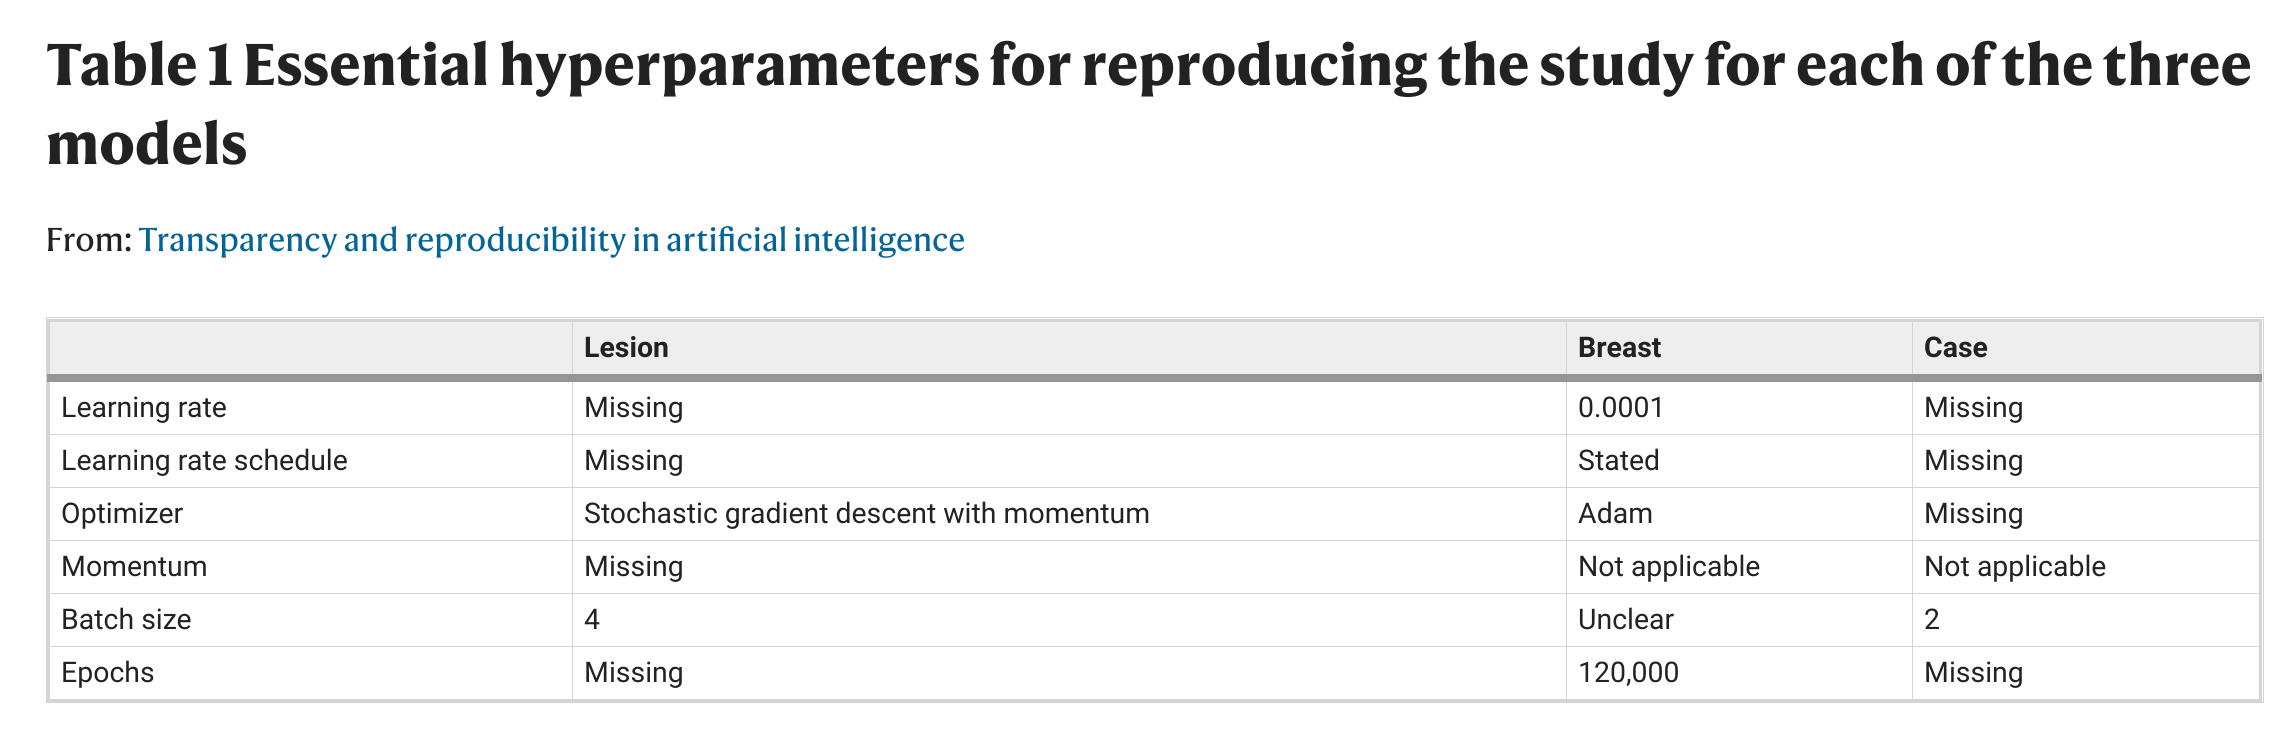 Table 1 Essential hyperparameters for reproducing the study for each of the three
models
From: Transparency and reproducibility in artificial intelligence
Lesion Breast Case
Learning rate Missing 0.0001 Missing
Learning rate schedule Missing Stated Missing
Optimizer Stochastic gradient descent with momentum Adam Missing
Momentum Missing Not applicable Not applicable
Batch size 4 Unclear 2
Epochs Missing 120,000 Missing